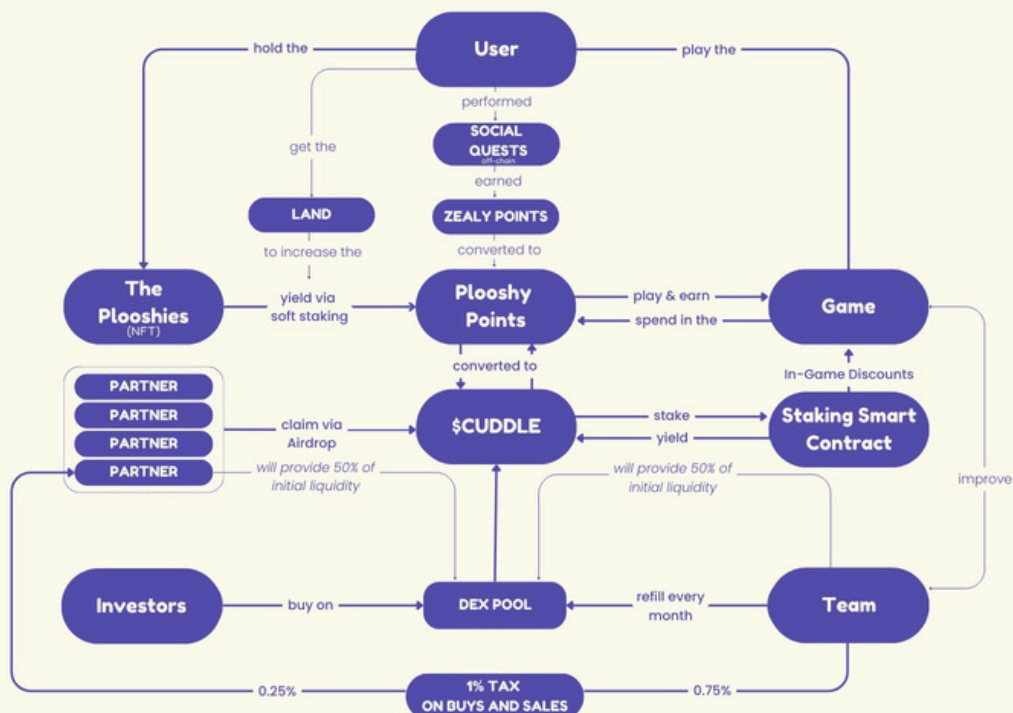 User
hold the
play the
performed
SOCIAL
QUESTS
off-chain
get the
earned
LAND
ZEALY POINTS
to increase the
converted to
The
Plooshies
(NFT)
yield via
soft staking
Plooshy
Points
play & earn
spend in the
Game
converted to
In-Game Discounts
PARTNER
PARTNER
PARTNER
PARTNER
claim via
Airdrop
$CUDDLE
stake
yield
Staking Smart
Contract
will provide 50% of
initial liquidity
will provide 50% of
initial liquidity
improve
Investors
buy on
DEX POOL
refill every
month
Team
0.25%
1% TAX
ON BUYS AND SALES
0.75%